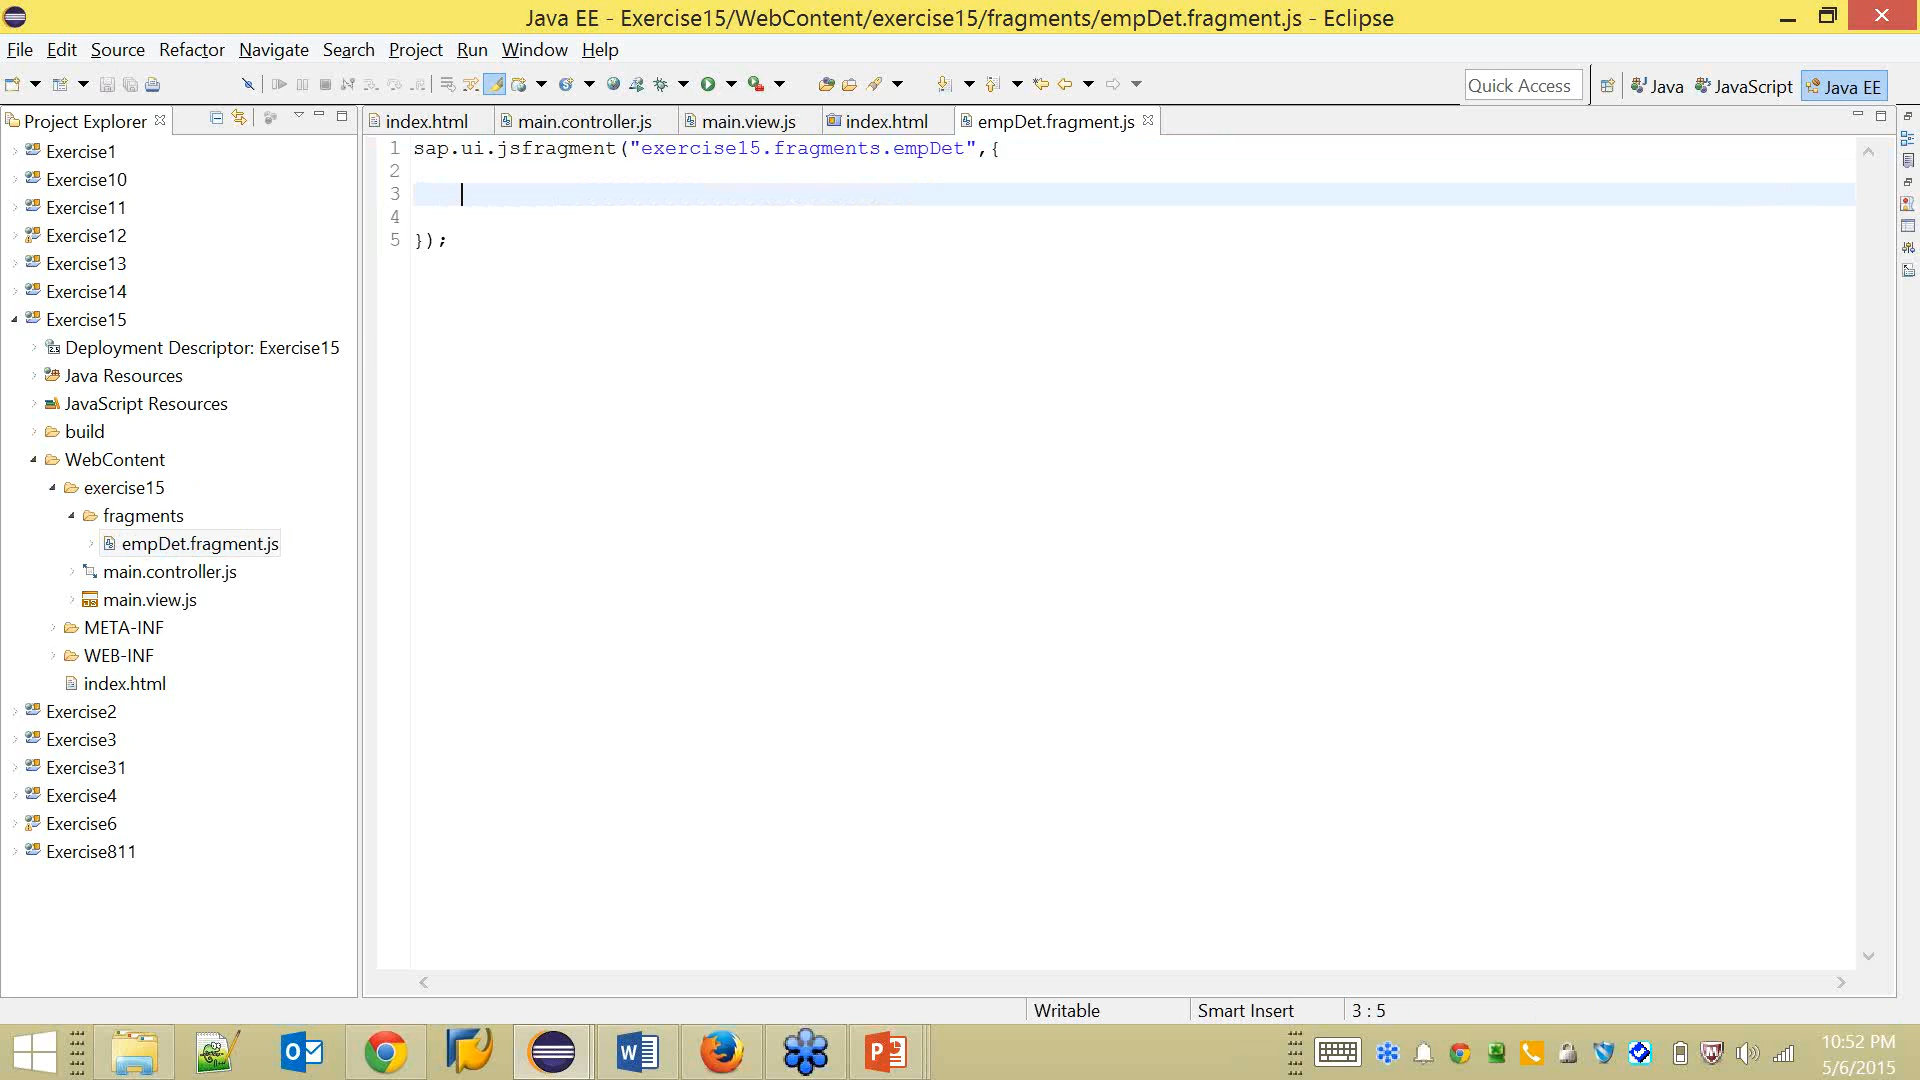 Java EE - Exercise15/WebContent/exercise15/fragments/empDet.fragment.js - Eclipse
File Edit Source Refactor Navigate Search Project Run Window Help
Quick Access Java JavaScript Java EE
Project Explorer index.html main.controller.js main.view.js index.html empDet.fragment.js
Exercise1
Exercise10
Exercise11
Exercise12
Exercise13
Exercise14
Exercise15
Deployment Descriptor: Exercise15
Java Resources
JavaScript Resources
build
WebContent
exercise15
fragments
empDet.fragment.js
main.controller.js
main.view.js
META-INF
WEB-INF
index.html
Exercise2
Exercise3
Exercise31
Exercise4
Exercise6
Exercise811
1 sap.ui.jsfragment("exercise15.fragments.empDet",{
2
3
4
5 });
Writable Smart Insert 3 : 5
10:52 PM
5/6/2015